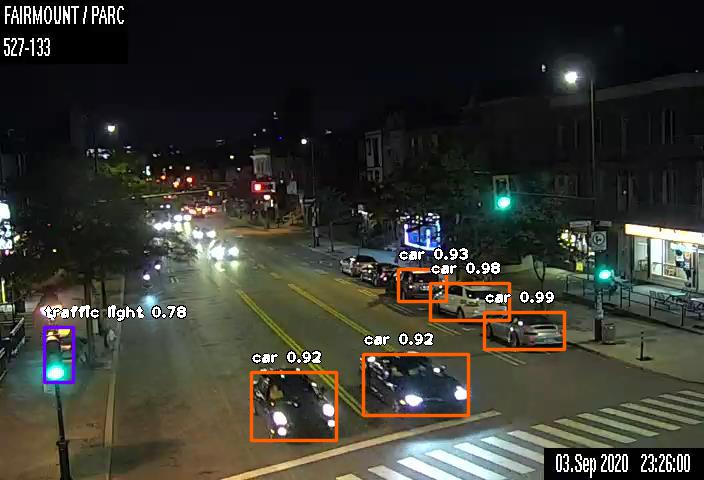 FAIRMOUNT / PARC
527-133
car 0.93
car 0.98
car 0.99
traffic light 0.78
car 0.92
car 0.92
03.Sep 2020 23:26:00